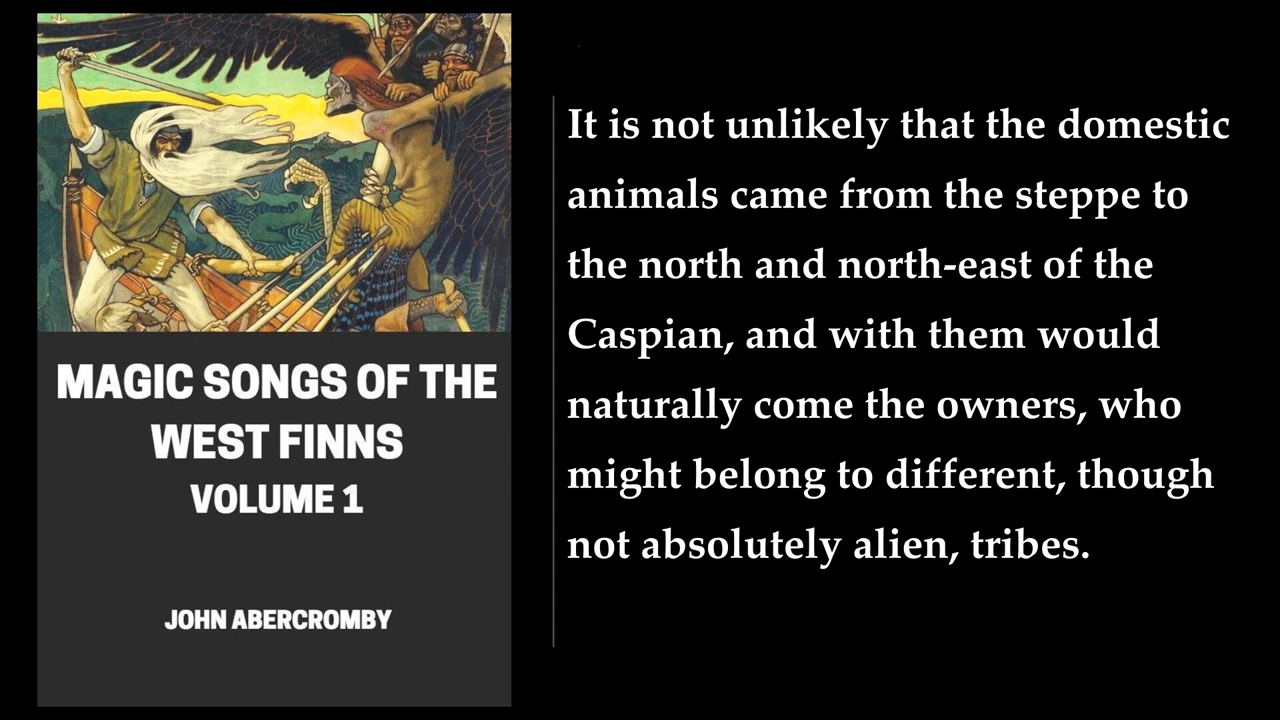 MAGIC SONGS OF THE
WEST FINNS
VOLUME 1
JOHN ABERCROMBY
It is not unlikely that the domestic
animals came from the steppe to
the north and north-east of the
Caspian, and with them would
naturally come the owners, who
might belong to different, though
not absolutely alien, tribes.